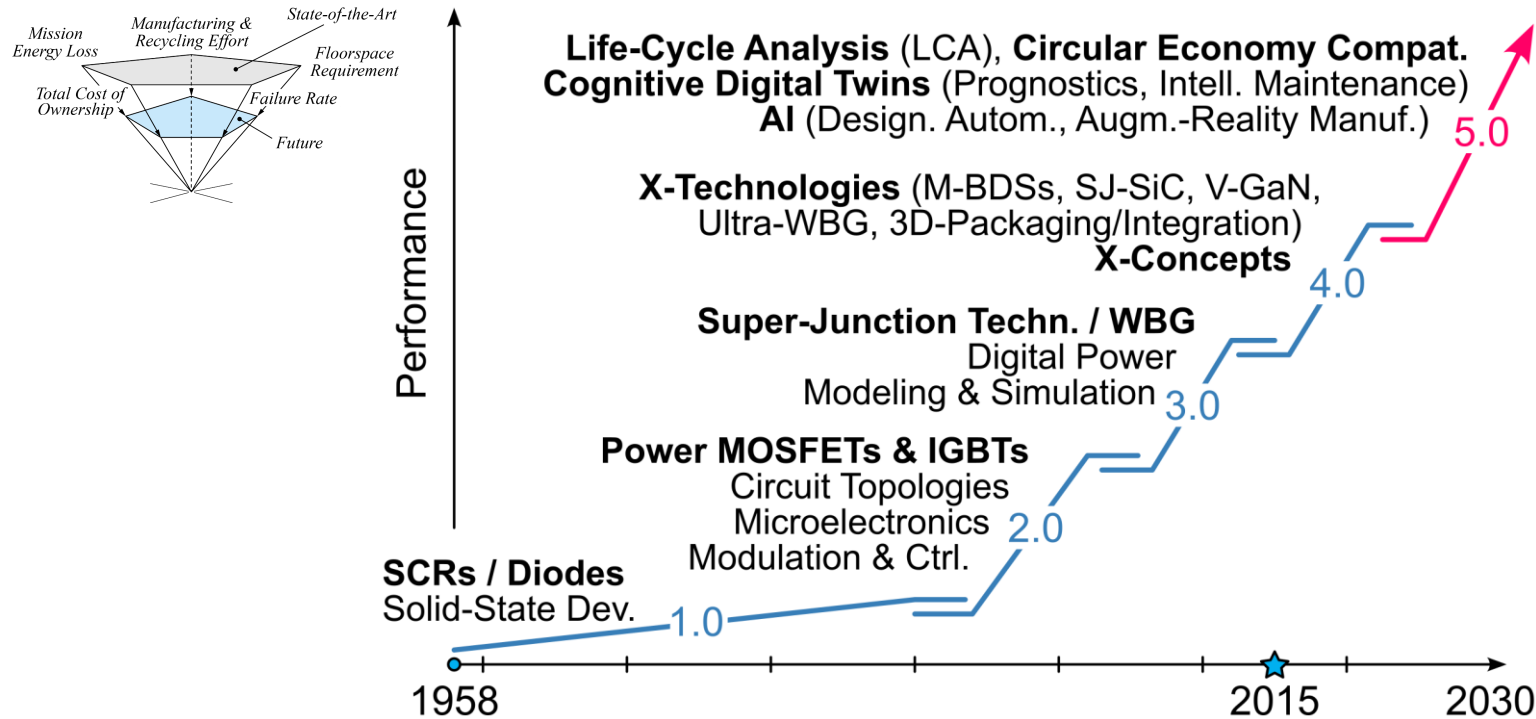 State-of-the-Art
Manufacturing &
Recycling Effort
Mission
Energy Loss
Floorspace
Requirement
Total Cost of
Ownership
Failure Rate
Future
Performance
Life-Cycle Analysis (LCA), Circular Economy Compat.
Cognitive Digital Twins (Prognostics, Intell. Maintenance)
AI (Design. Autom., Augm.-Reality Manuf.)
5.0
X-Technologies (M-BDSs, SJ-SiC, V-GaN,
Ultra-WBG, 3D-Packaging/Integration)
X-Concepts
4.0
Super-Junction Techn. / WBG
Digital Power
Modeling & Simulation
3.0
Power MOSFETs & IGBTs
Circuit Topologies
Microelectronics
Modulation & Ctrl.
2.0
SCRs / Diodes
Solid-State Dev.
1.0
1958
2015
2030